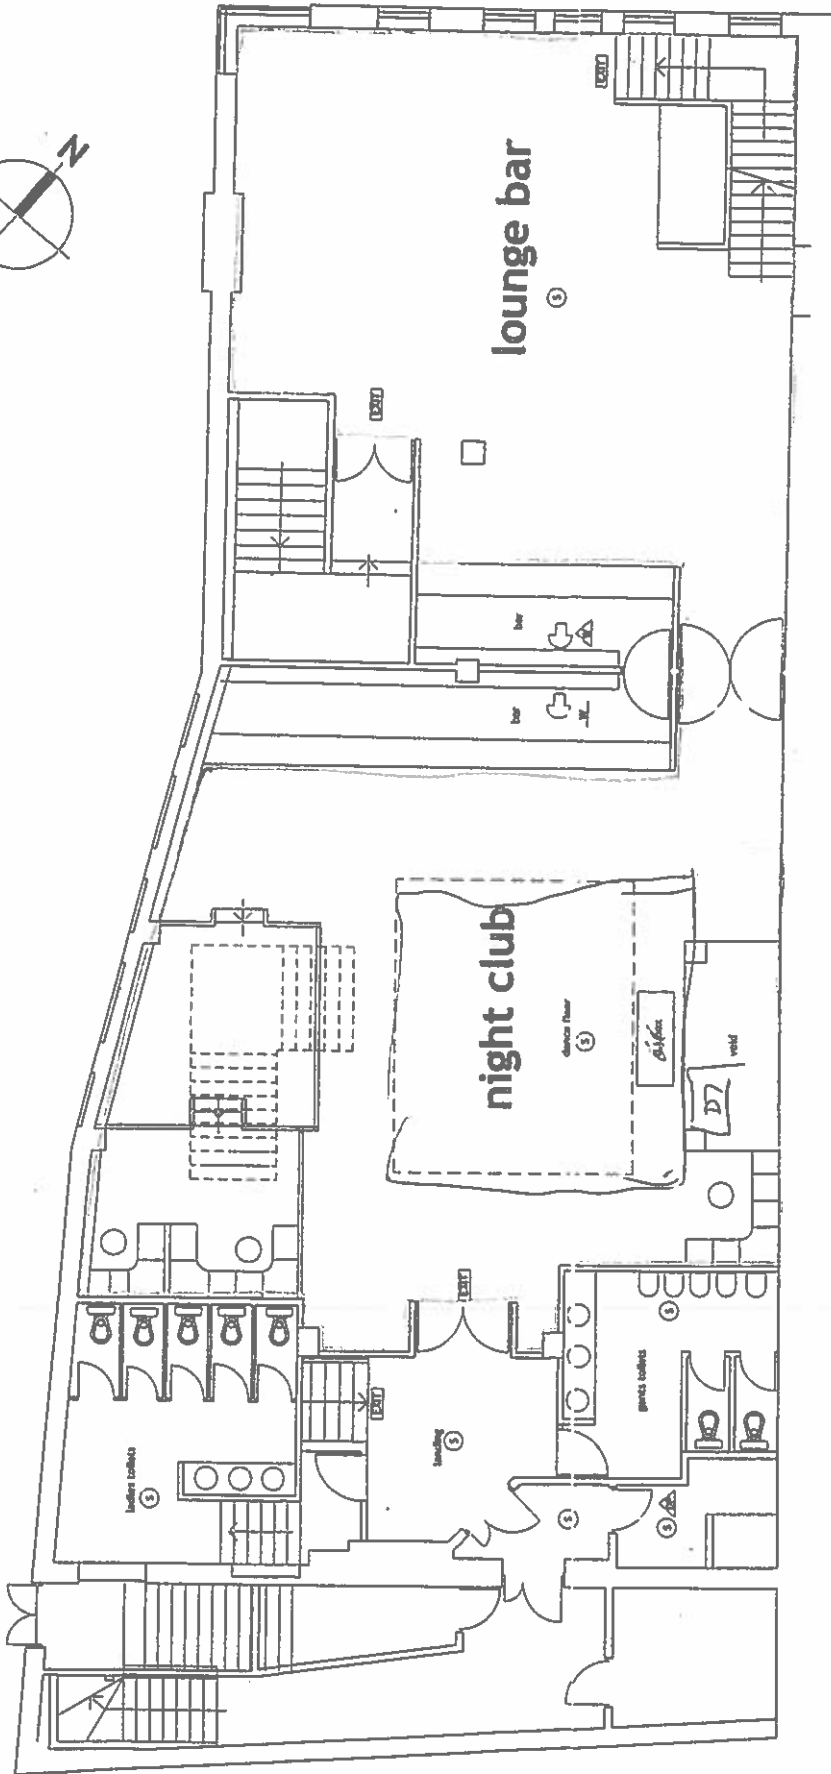 N
EXIT
lounge bar
S
EXIT
bar
W
bar
W
night club
dance floor
S
void
DJ
EXIT
EXIT
landing
S
ladies toilets
S
gents toilets
S
S
S
W